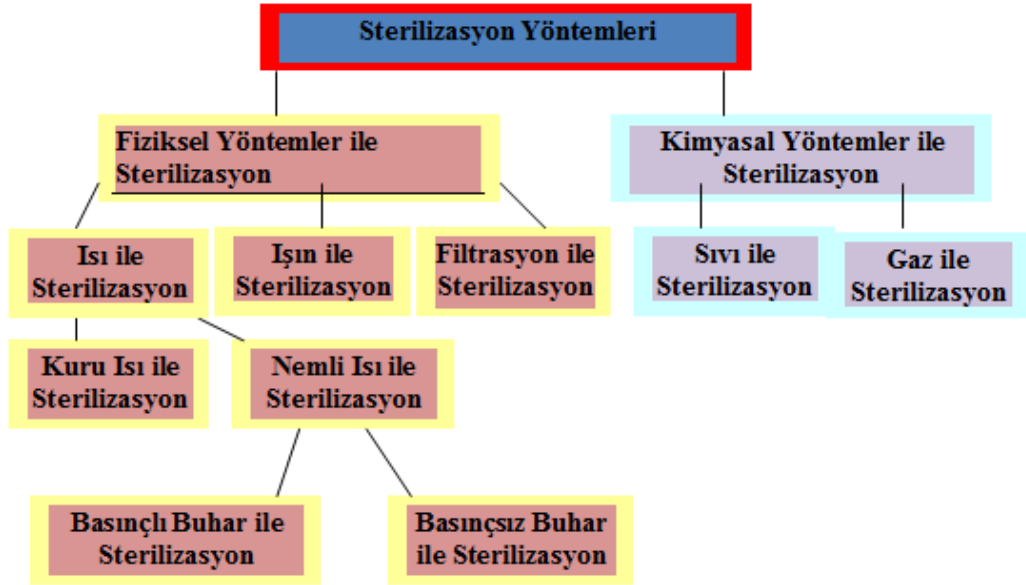 Sterilizasyon Yöntemleri
Fiziksel Yöntemler ile
Sterilizasyon
Kimyasal Yöntemler ile
Sterilizasyon
Isı ile
Sterilizasyon
Işın ile
Sterilizasyon
Filtrasyon ile
Sterilizasyon
Sıvı ile
Sterilizasyon
Gaz ile
Sterilizasyon
Kuru Isı ile
Sterilizasyon
Nemli Isı ile
Sterilizasyon
Basınçlı Buhar ile
Sterilizasyon
Basınçsız Buhar
ile Sterilizasyon